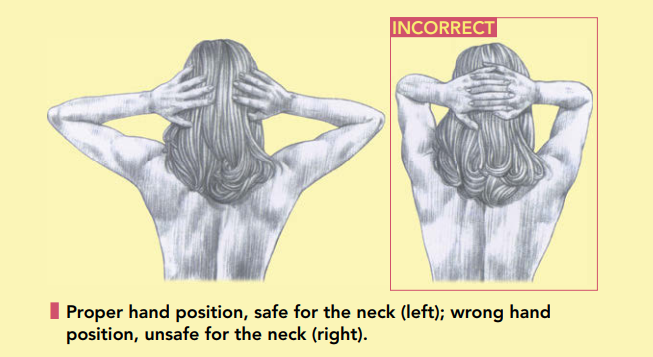 INCORRECT
Proper hand position, safe for the neck (left); wrong hand
position, unsafe for the neck (right).